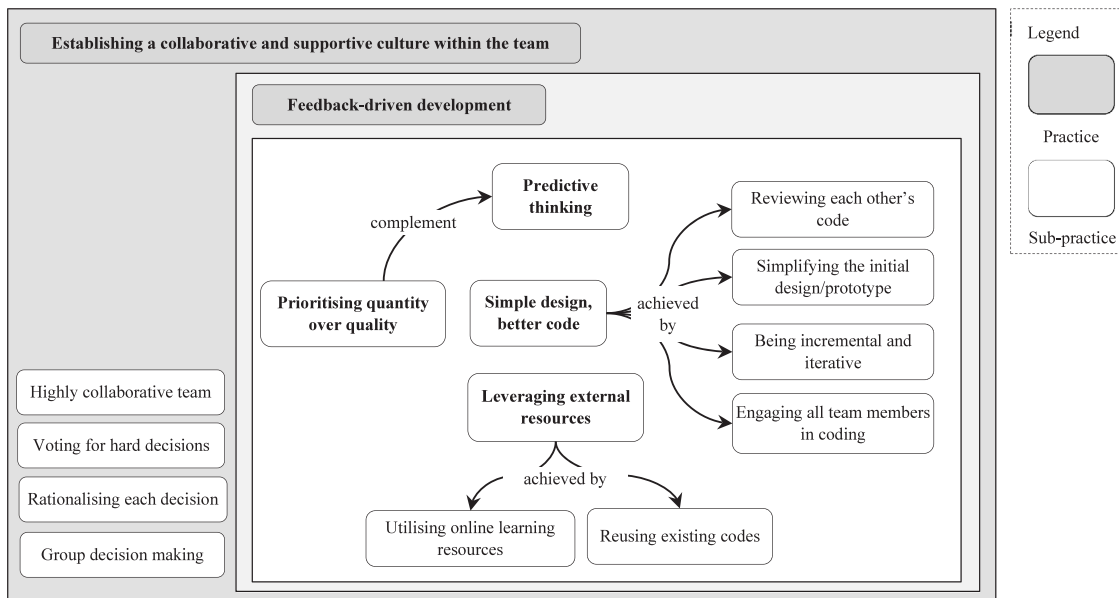 Establishing a collaborative and supportive culture within the team
Feedback-driven development
Predictive
thinking
complement
Prioritising quantity
over quality
Simple design,
better code
achieved
by
Reviewing each other's
code
Simplifying the initial
design/prototype
Being incremental and
iterative
Engaging all team members
in coding
Leveraging external
resources
achieved by
Utilising online learning
resources
Reusing existing codes
Highly collaborative team
Voting for hard decisions
Rationalising each decision
Group decision making
Legend
Practice
Sub-practice